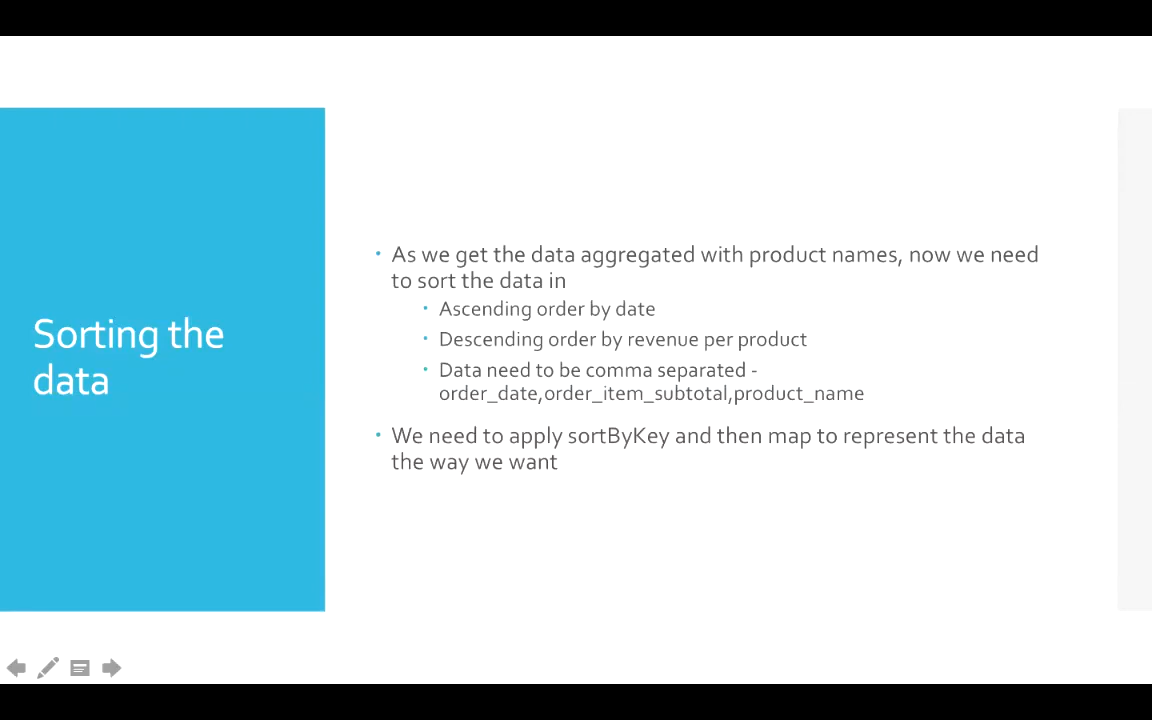 Sorting the
data
• As we get the data aggregated with product names, now we need
to sort the data in
• Ascending order by date
• Descending order by revenue per product
• Data need to be comma separated -
order_date,order_item_subtotal,product_name
• We need to apply sortByKey and then map to represent the data
the way we want